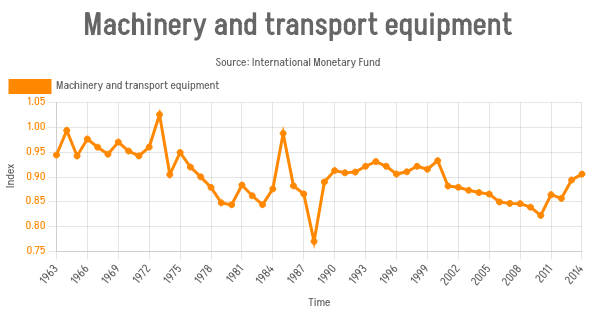 Machinery and transport equipment
Source: International Monetary Fund
Machinery and transport equipment
1.05
1.00
0.95
0.90
0.85
0.80
0.75
Index
1963 1966 1969 1972 1975 1978 1981 1984 1987 1990 1993 1996 1999 2002 2005 2008 2011 2014
Time